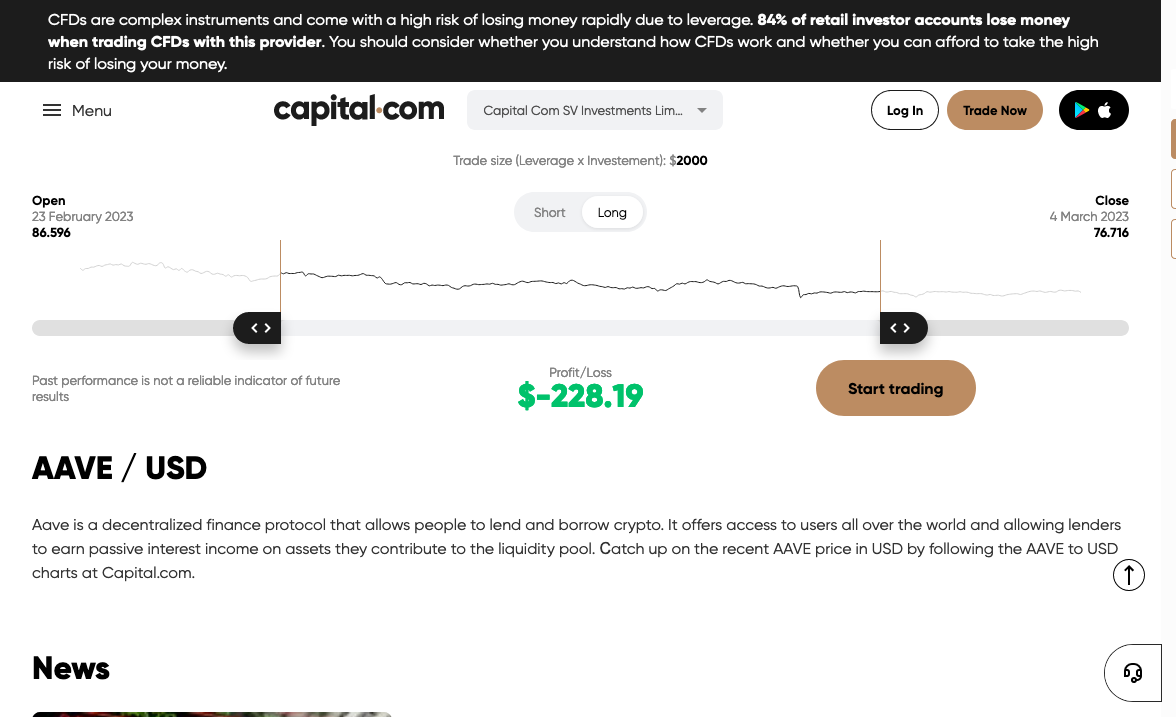 CFDs are complex instruments and come with a high risk of losing money rapidly due to leverage. 84% of retail investor accounts lose money
when trading CFDs with this provider. You should consider whether you understand how CFDs work and whether you can afford to take the high
risk of losing your money.
Menu
capital.com
Capital Com SV Investments Lim...
Log In
Trade Now
Trade size (Leverage x Investement): $2000
Open
23 February 2023
86.596
Short
Long
Close
4 March 2023
76.716
Past performance is not a reliable indicator of future
results
Profit/Loss
$-228.19
Start trading
AAVE / USD
Aave is a decentralized finance protocol that allows people to lend and borrow crypto. It offers access to users all over the world and allowing lenders
to earn passive interest income on assets they contribute to the liquidity pool. Catch up on the recent AAVE price in USD by following the AAVE to USD
charts at Capital.com.
News